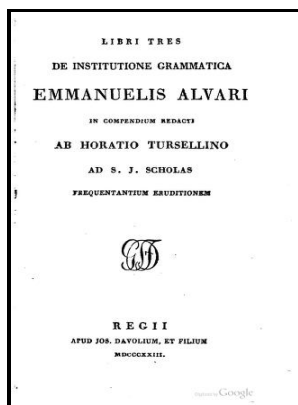 LIBRI TRES
DE INSTITUTIONE GRAMMATICA
EMMANUELIS ALVARI
IN COMPENDIUM REDACTI
AB HORATIO TURSELLINO
AD S. J. SCHOLAS
FREQUENTANTIUM ERUDITIONEM
REGII
APUD JOS. DAVOLIUM, ET FILIUM
MDCCCXXIII.
Google